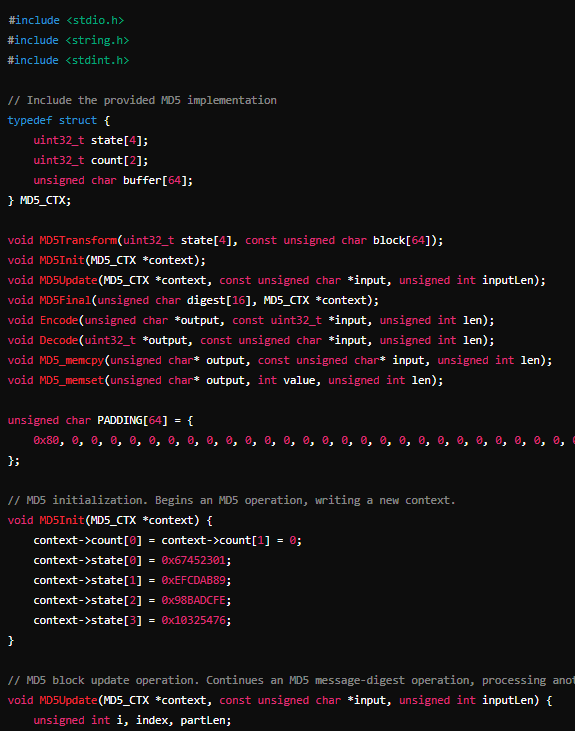 #include <stdio.h>
#include <string.h>
#include <stdint.h>
// Include the provided MD5 implementation
typedef struct {
    uint32_t state[4];
    uint32_t count[2];
    unsigned char buffer[64];
} MD5_CTX;
void MD5Transform(uint32_t state[4], const unsigned char block[64]);
void MD5Init(MD5_CTX *context);
void MD5Update(MD5_CTX *context, const unsigned char *input, unsigned int inputLen);
void MD5Final(unsigned char digest[16], MD5_CTX *context);
void Encode(unsigned char *output, const uint32_t *input, unsigned int len);
void Decode(uint32_t *output, const unsigned char *input, unsigned int len);
void MD5_memcpy(unsigned char* output, const unsigned char* input, unsigned int len);
void MD5_memset(unsigned char* output, int value, unsigned int len);
unsigned char PADDING[64] = {
    0x80, 0, 0, 0, 0, 0, 0, 0, 0, 0, 0, 0, 0, 0, 0, 0, 0, 0, 0, 0, 0, 0, 0, 0, 0, 0, 0,
};
// MD5 initialization. Begins an MD5 operation, writing a new context.
void MD5Init(MD5_CTX *context) {
    context->count[0] = context->count[1] = 0;
    context->state[0] = 0x67452301;
    context->state[1] = 0xEFCDAB89;
    context->state[2] = 0x98BADCFE;
    context->state[3] = 0x10325476;
}
// MD5 block update operation. Continues an MD5 message-digest operation, processing
void MD5Update(MD5_CTX *context, const unsigned char *input, unsigned int inputLen) {
    unsigned int i, index, partLen;